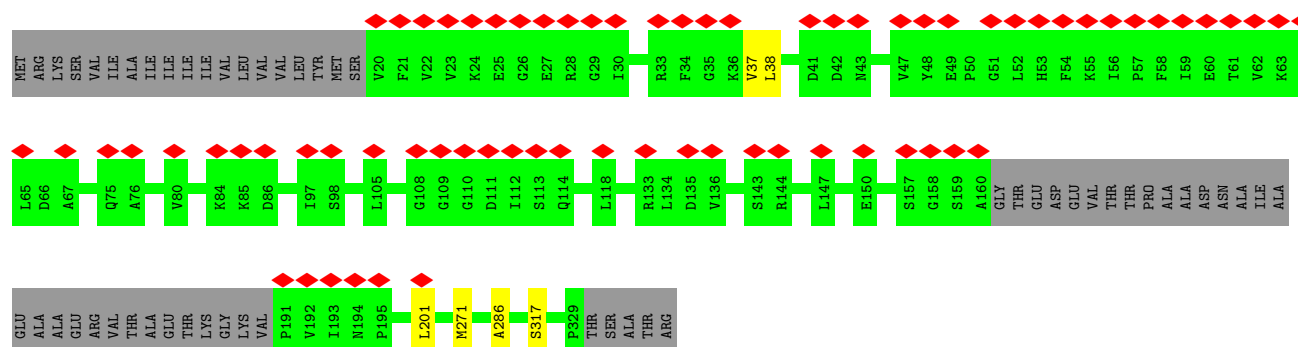 MET ARG LYS SER VAL ILE ALA ILE ILE ILE ILE VAL LEU VAL VAL LEU TYR MET SER V20 F21 V22 V23 K24 E25 G26 E27 R28 G29 I30 R33 F34 G35 K36 V37 L38 D41 D42 N43 V47 Y48 E49 P50 G51 L52 H53 F54 K55 I56 P57 F58 I59 E60 T61 V62 K63
L65 D66 A67 Q75 A76 V80 K84 K85 D86 I97 S98 L105 G108 G109 G110 D111 I112 S113 Q114 L118 R133 L134 D135 V136 S143 R144 L147 E150 S157 G158 S159 A160 GLY THR GLU ASP GLU VAL THR THR PRO ALA ALA ASP ASN ALA ILE ALA
GLU ALA ALA GLU ARG VAL THR ALA GLU THR LYS GLY LYS VAL P191 V192 I193 N194 P195 L201 M271 A286 S317 P329 THR SER ALA THR ARG